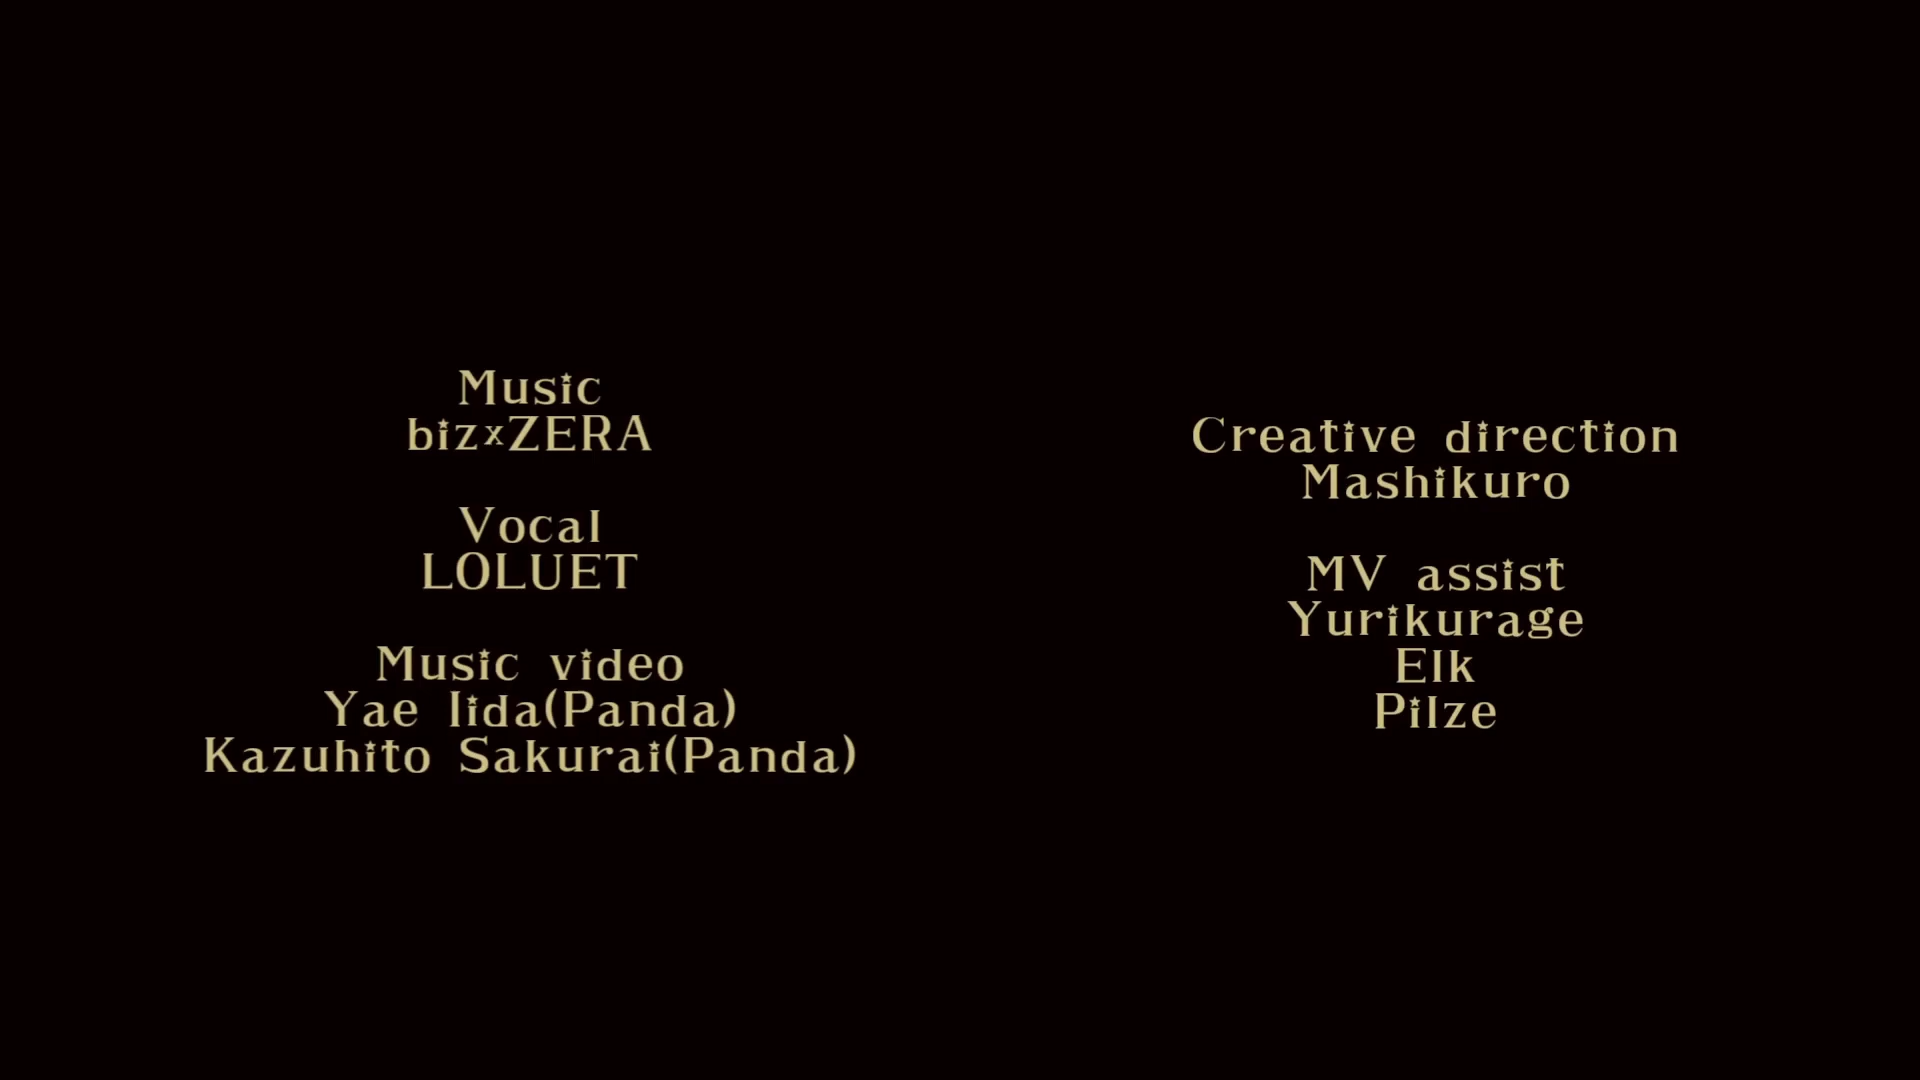 Music
biz×ZERA
Vocal
LOLUET
Music video
Yae Iida(Panda)
Kazuhito Sakurai(Panda)
Creative direction
Mashikuro
MV assist
Yurikurage
Elk
Pilze